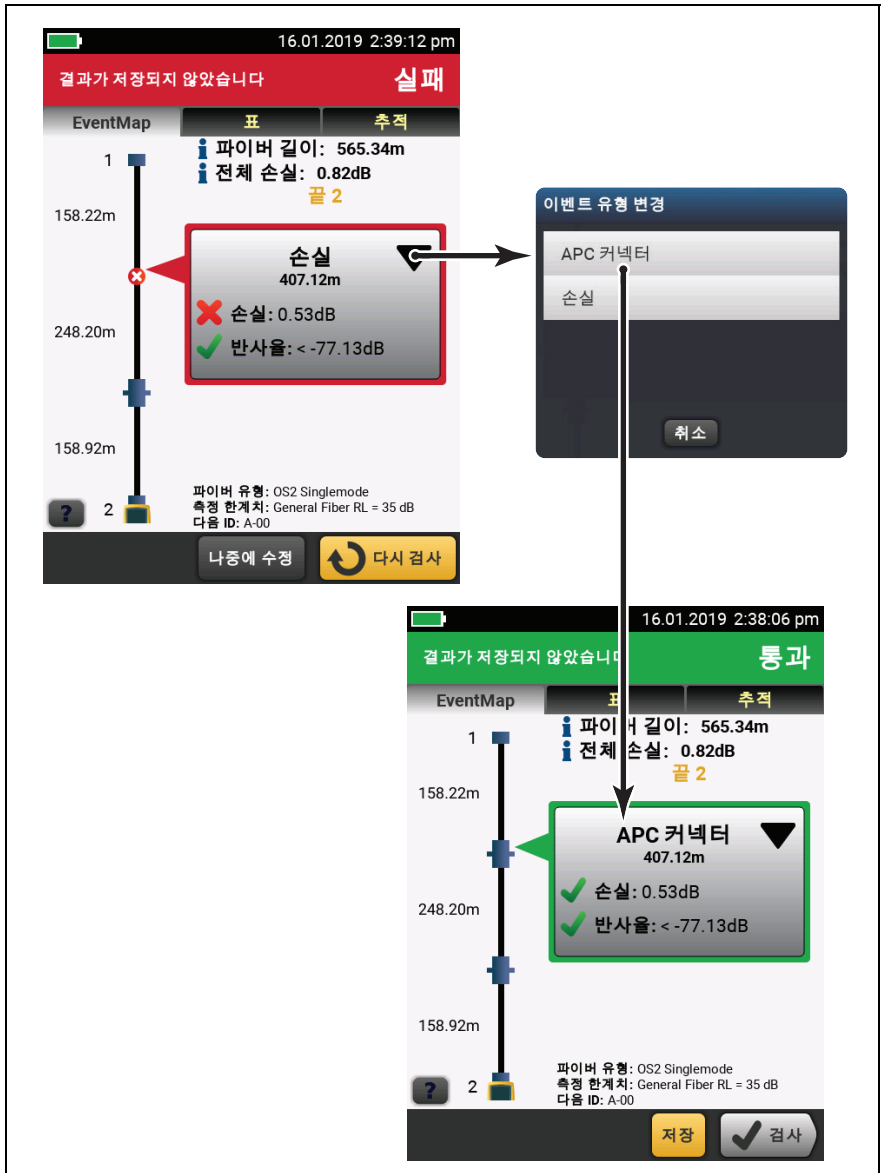 16.01.2019 2:39:12 pm
결과가 저장되지 않았습니다 실패
EventMap 표 추적
파이버 길이: 565.34m
전체 손실: 0.82dB
끝 2
1
158.22m
248.20m
158.92m
2
손실
407.12m
손실: 0.53dB
반사율: < -77.13dB
파이버 유형: OS2 Singlemode
측정 한계치: General Fiber RL = 35 dB
다음 ID: A-00
?
나중에 수정 다시 검사
이벤트 유형 변경
APC 커넥터
손실
취소
16.01.2019 2:38:06 pm
결과가 저장되지 통과
EventMap 추적
길이: 565.34m
전체 손실: 0.82dB
끝 2
1
158.22m
248.20m
158.92m
2
APC 커넥터
407.12m
손실: 0.53dB
반사율: < -77.13dB
파이버 유형: OS2 Singlemode
측정 한계치: General Fiber RL = 35 dB
다음 ID: A-00
?
저장 검사